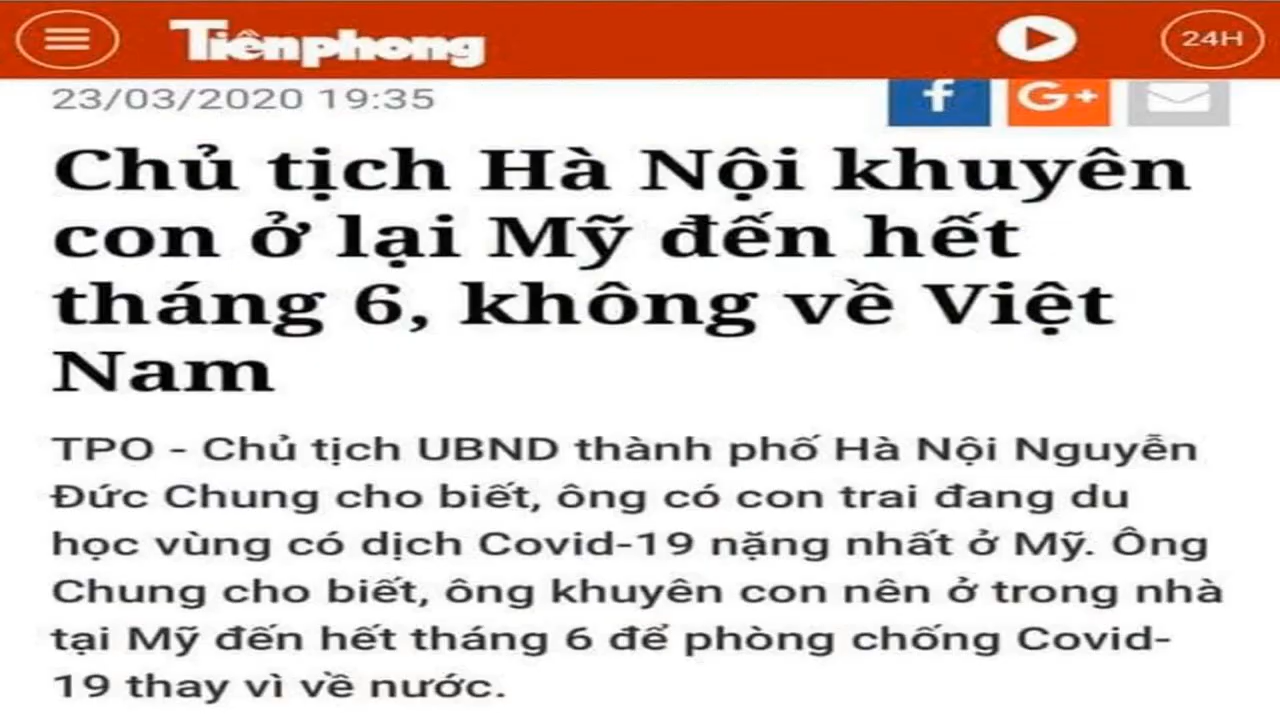 Tiềnphong
24H
23/03/2020 19:35
f
G+
Chủ tịch Hà Nội khuyên
con ở lại Mỹ đến hết
tháng 6, không về Việt
Nam
TPO - Chủ tịch UBND thành phố Hà Nội Nguyễn
Đức Chung cho biết, ông có con trai đang du
học vùng có dịch Covid-19 nặng nhất ở Mỹ. Ông
Chung cho biết, ông khuyên con nên ở trong nhà
tại Mỹ đến hết tháng 6 để phòng chống Covid-
19 thay vì về nước.